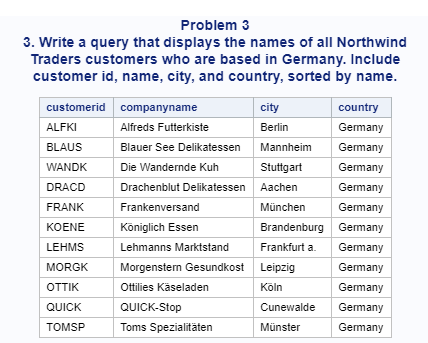 Problem 3
3. Write a query that displays the names of all Northwind
Traders customers who are based in Germany. Include
customer id, name, city, and country, sorted by name.
customerid companyname city country
ALFKI Alfreds Futterkiste Berlin Germany
BLAUS Blauer See Delikatessen Mannheim Germany
WANDK Die Wandernde Kuh Stuttgart Germany
DRACD Drachenblut Delikatessen Aachen Germany
FRANK Frankenversand München Germany
KOENE Königlich Essen Brandenburg Germany
LEHMS Lehmanns Marktstand Frankfurt a. Germany
MORGK Morgenstern Gesundkost Leipzig Germany
OTTIK Ottilies Käseladen Köln Germany
QUICK QUICK-Stop Cunewalde Germany
TOMSP Toms Spezialitäten Münster Germany